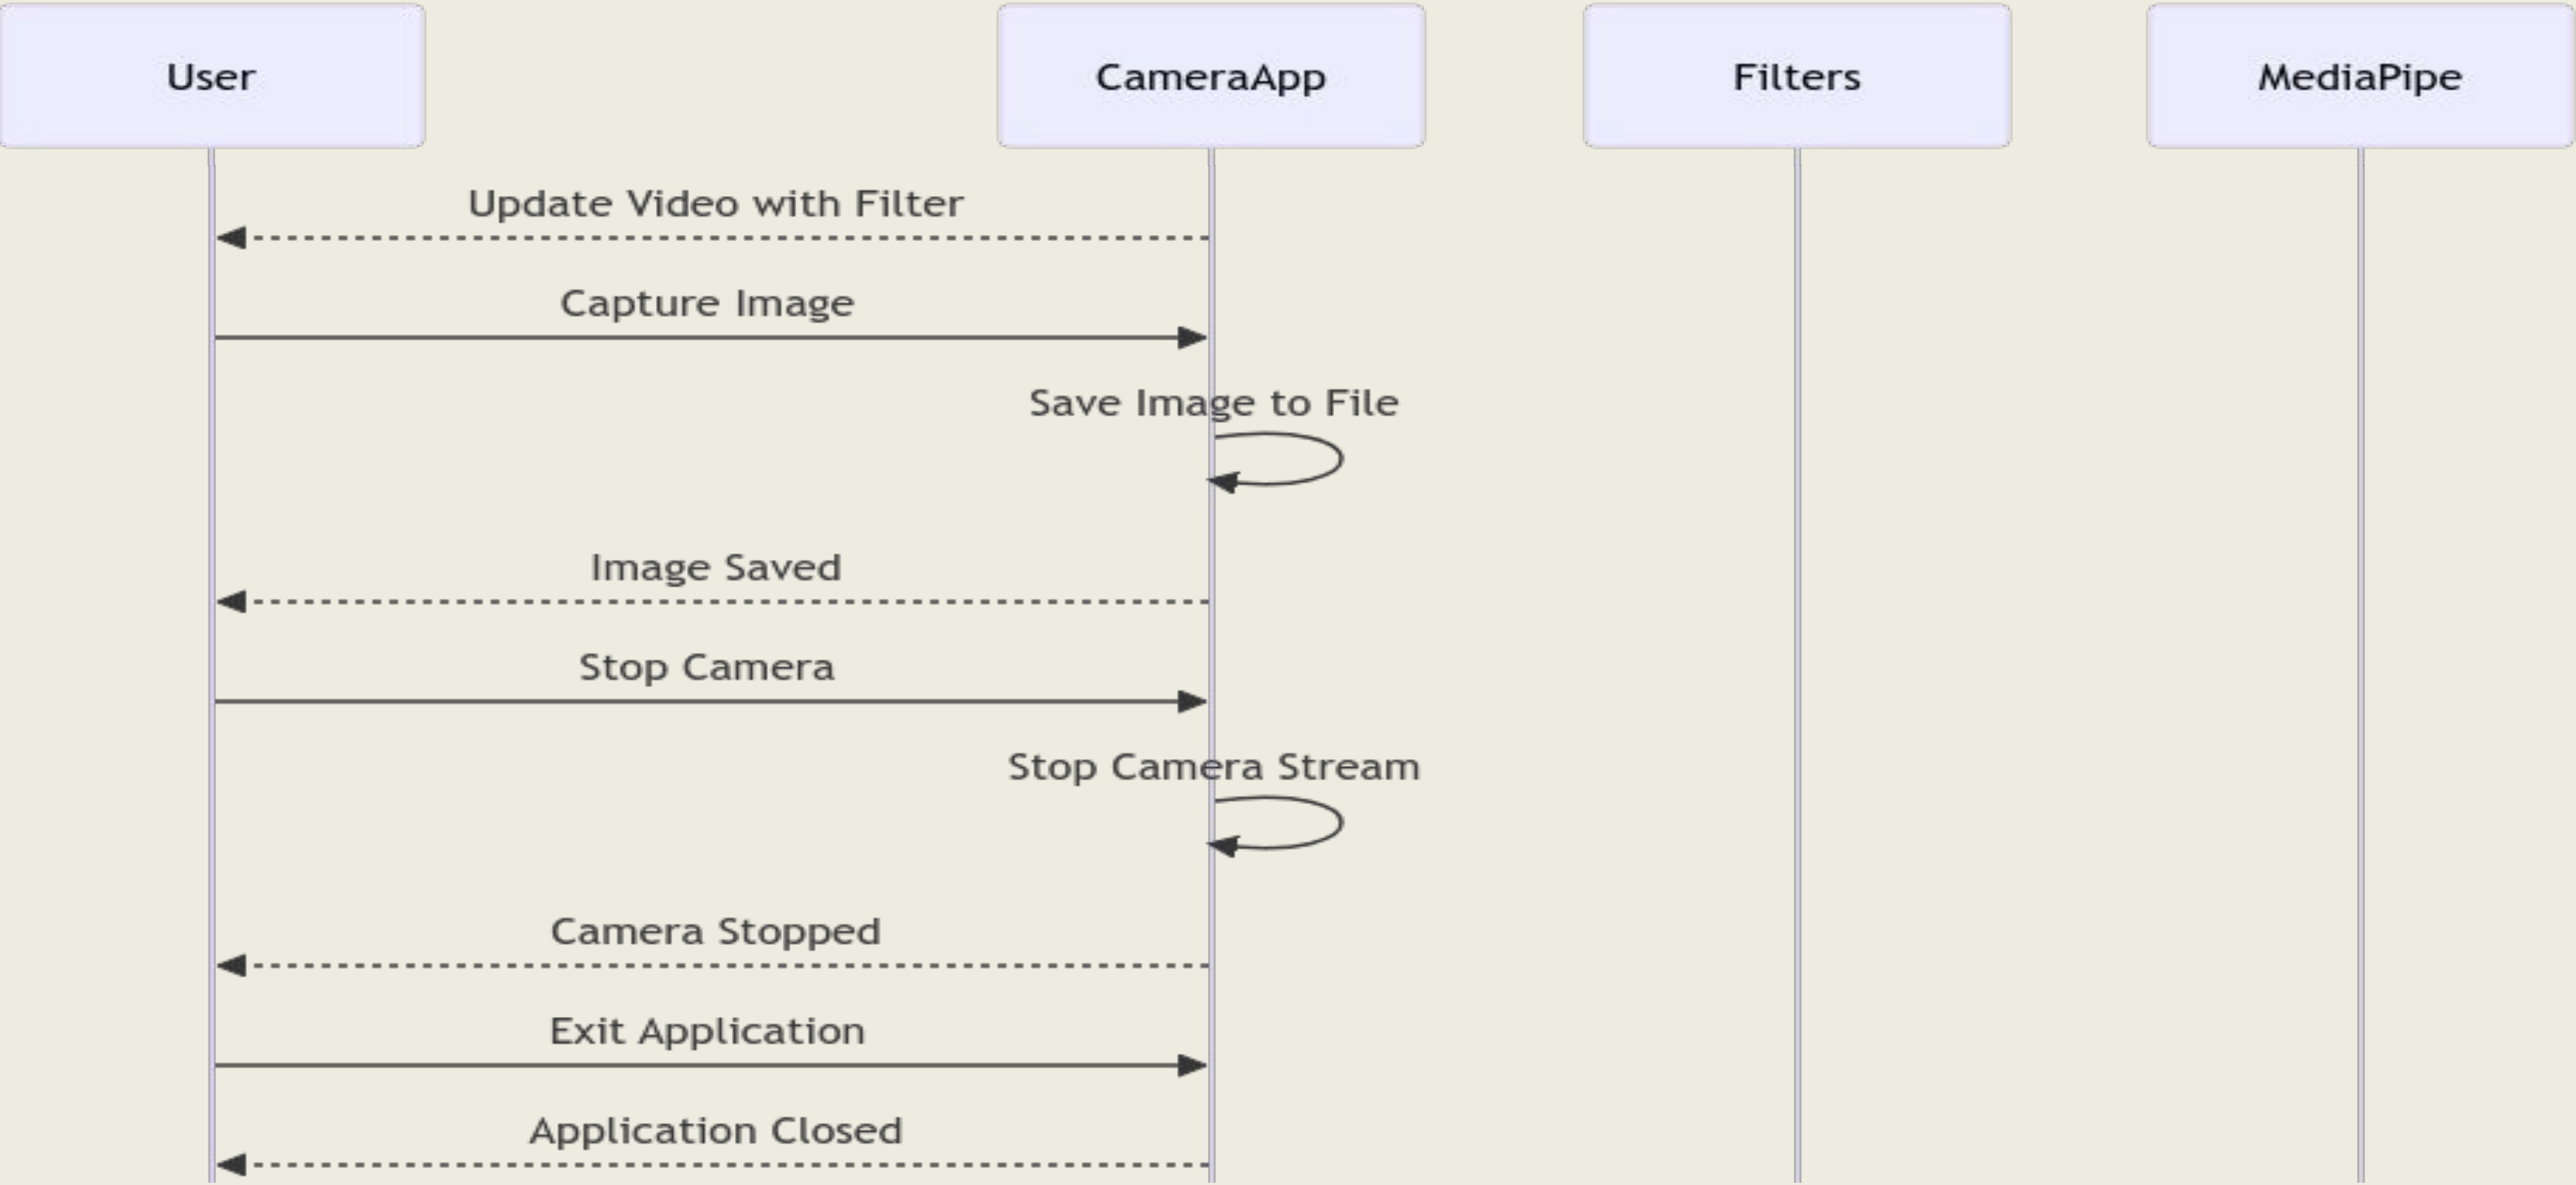 User
CameraApp
Filters
MediaPipe
Update Video with Filter
Capture Image
Save Image to File
Image Saved
Stop Camera
Stop Camera Stream
Camera Stopped
Exit Application
Application Closed